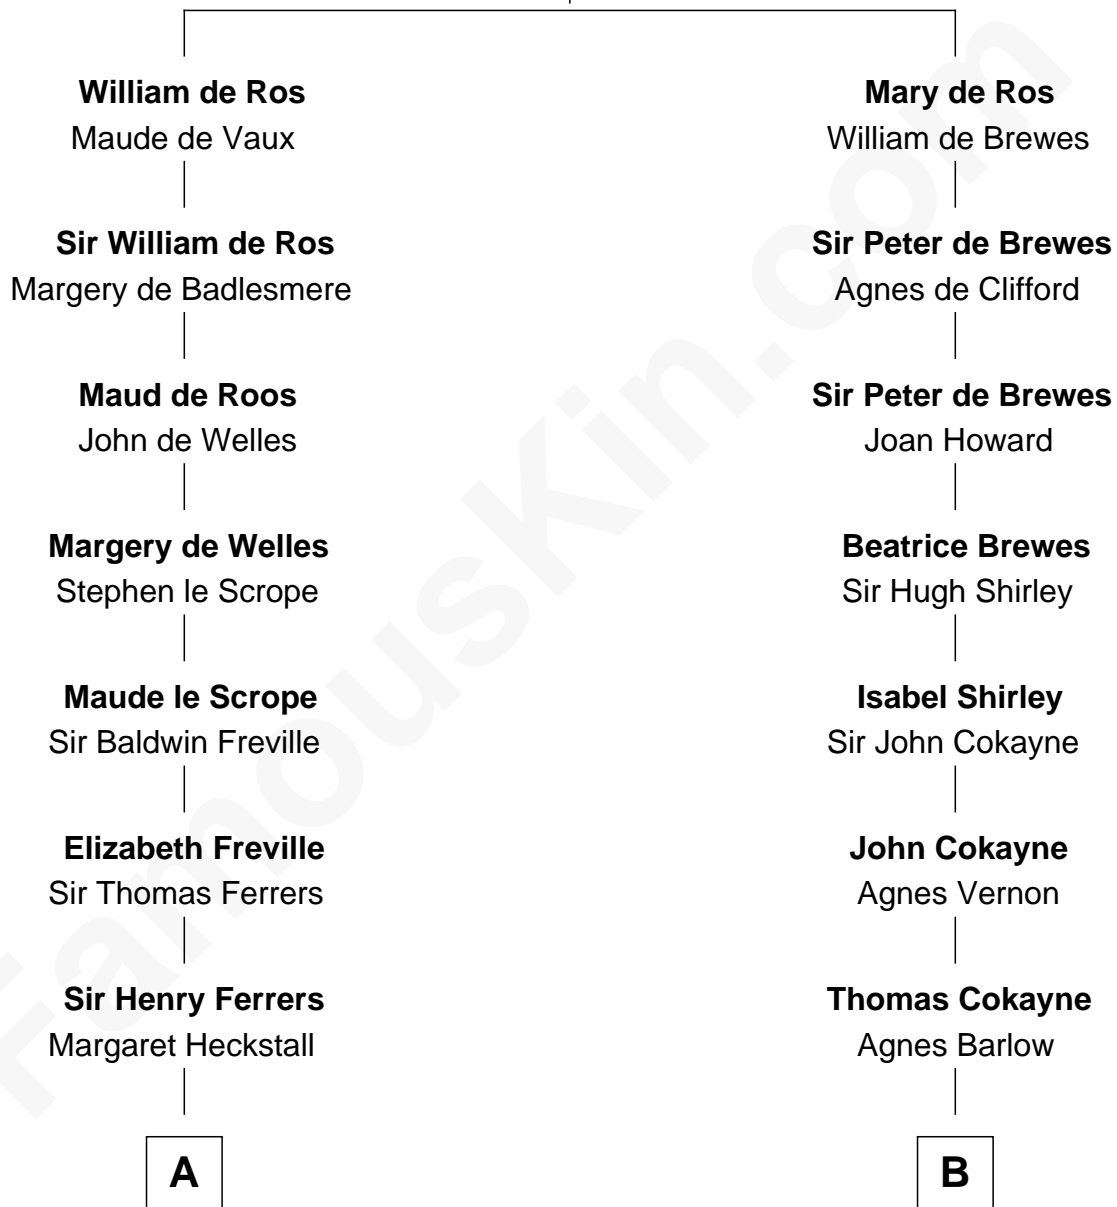 William de Ros
Maude de Vaux
Mary de Ros
William de Brewes
Sir William de Ros
Margery de Badlesmere
Sir Peter de Brewes
Agnes de Clifford
Maud de Roos
John de Welles
Sir Peter de Brewes
Joan Howard
Margery de Welles
Stephen le Scrope
Beatrice Brewes
Sir Hugh Shirley
Maude le Scrope
Sir Baldwin Freville
Isabel Shirley
Sir John Cokayne
Elizabeth Freville
Sir Thomas Ferrers
John Cokayne
Agnes Vernon
Sir Henry Ferrers
Margaret Heckstall
Thomas Cokayne
Agnes Barlow
A
B
FamousKin.com